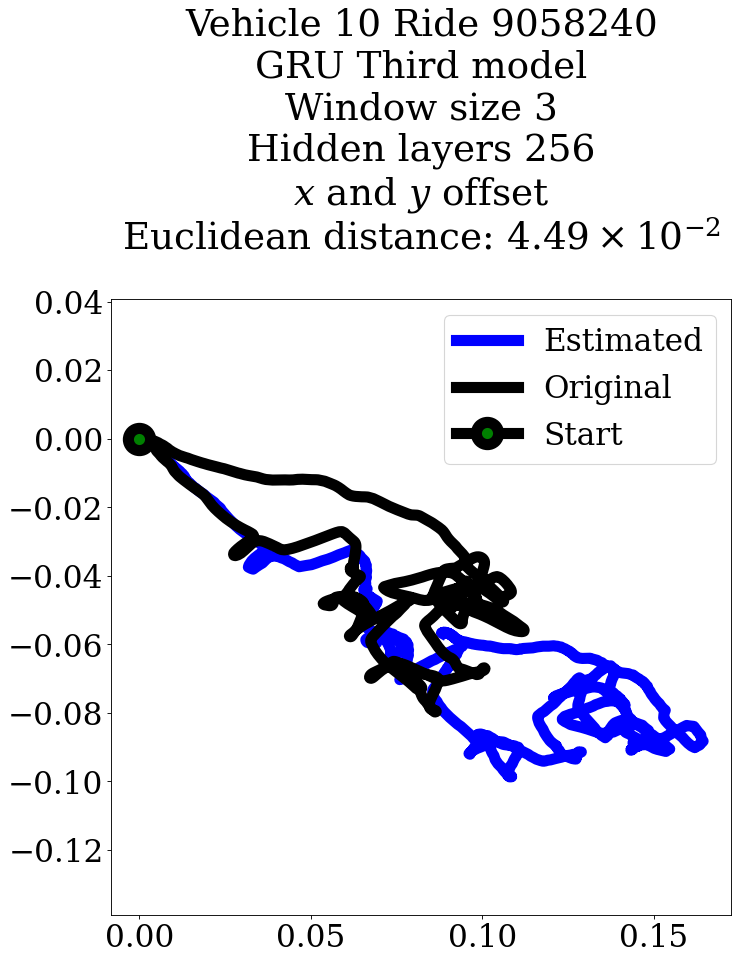 Vehicle 10 Ride 9058240
GRU Third model
Window size 3
Hidden layers 256
x and y offset
Euclidean distance: 4.49 × 10⁻²
0.04
0.02
0.00
−0.02
−0.04
−0.06
−0.08
−0.10
−0.12
Estimated
Original
Start
0.00 0.05 0.10 0.15